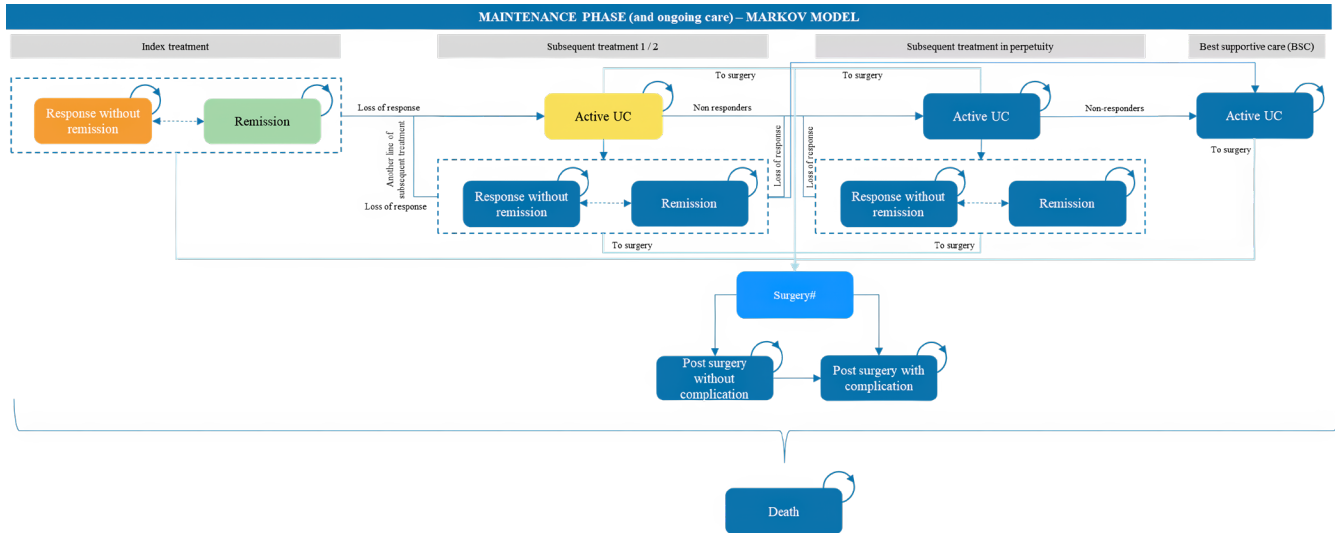 MAINTENANCE PHASE (and ongoing care) – MARKOV MODEL
Index treatment
Subsequent treatment 1 / 2
Subsequent treatment in perpetuity
Best supportive care (BSC)
To surgery
To surgery
Response without
remission
Remission
Loss of response
Active UC
Non responders
Active UC
Non-responders
Active UC
Another line of
subsequent treatment
Loss of response
Loss of response
To surgery
Loss of response
Response without
remission
Remission
Response without
remission
Remission
To surgery
To surgery
Surgery#
Post surgery
without
complication
Post surgery with
complication
Death